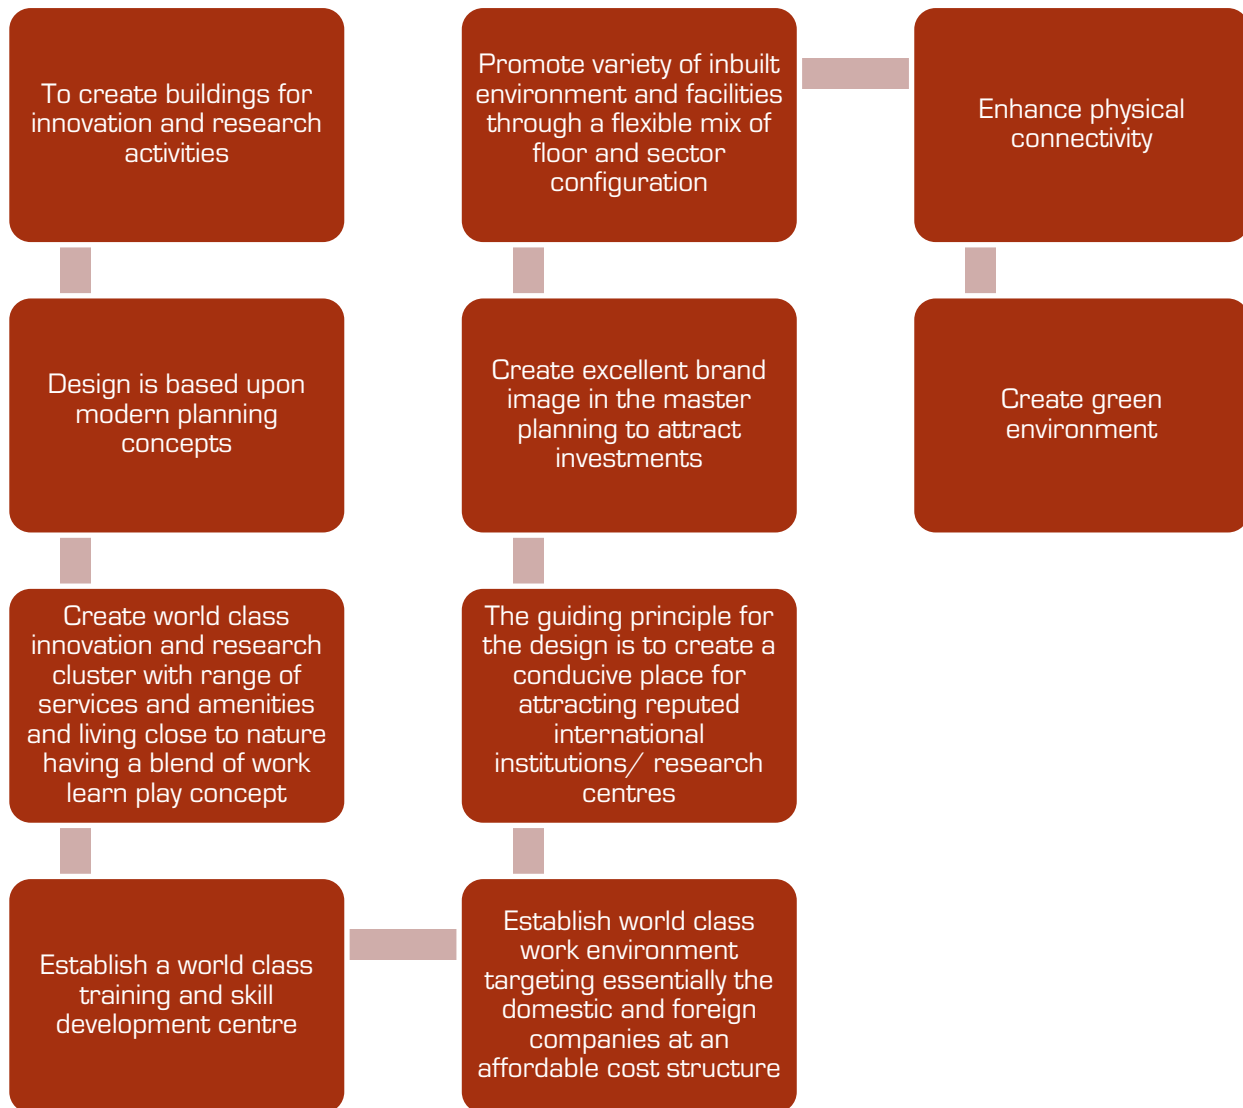 To create buildings for
innovation and research
activities
Design is based upon
modern planning
concepts
Create world class
innovation and research
cluster with range of
services and amenities
and living close to nature
having a blend of work
learn play concept
Establish a world class
training and skill
development centre
Establish world class
work environment
targeting essentially the
domestic and foreign
companies at an
affordable cost structure
The guiding principle for
the design is to create a
conducive place for
attracting reputed
international
institutions/ research
centres
Create excellent brand
image in the master
planning to attract
investments
Promote variety of inbuilt
environment and facilities
through a flexible mix of
floor and sector
configuration
Enhance physical
connectivity
Create green
environment